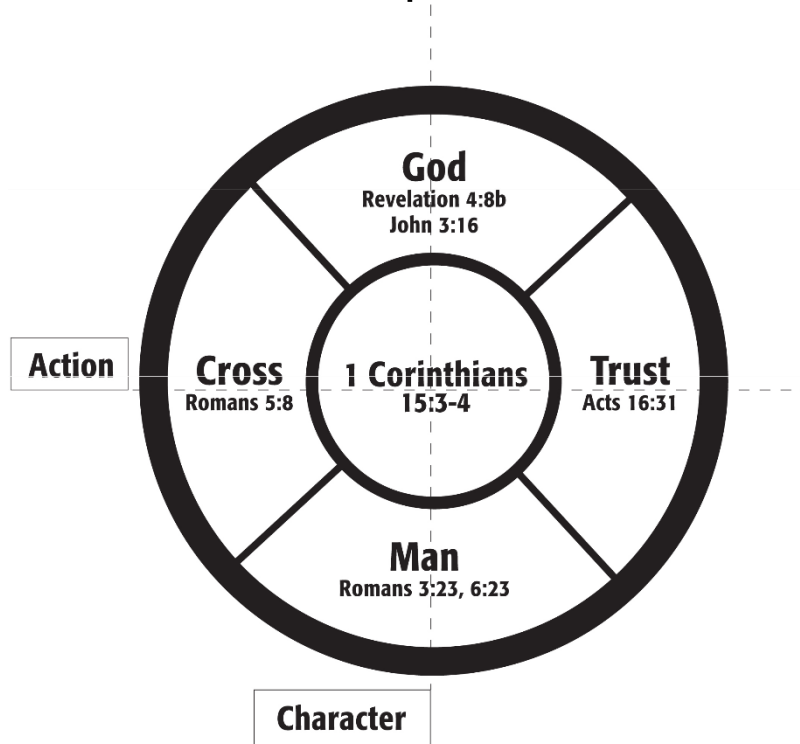 God
Revelation 4:8b
John 3:16
Action
Cross
Romans 5:8
1 Corinthians
15:3-4
Trust
Acts 16:31
Man
Romans 3:23, 6:23
Character